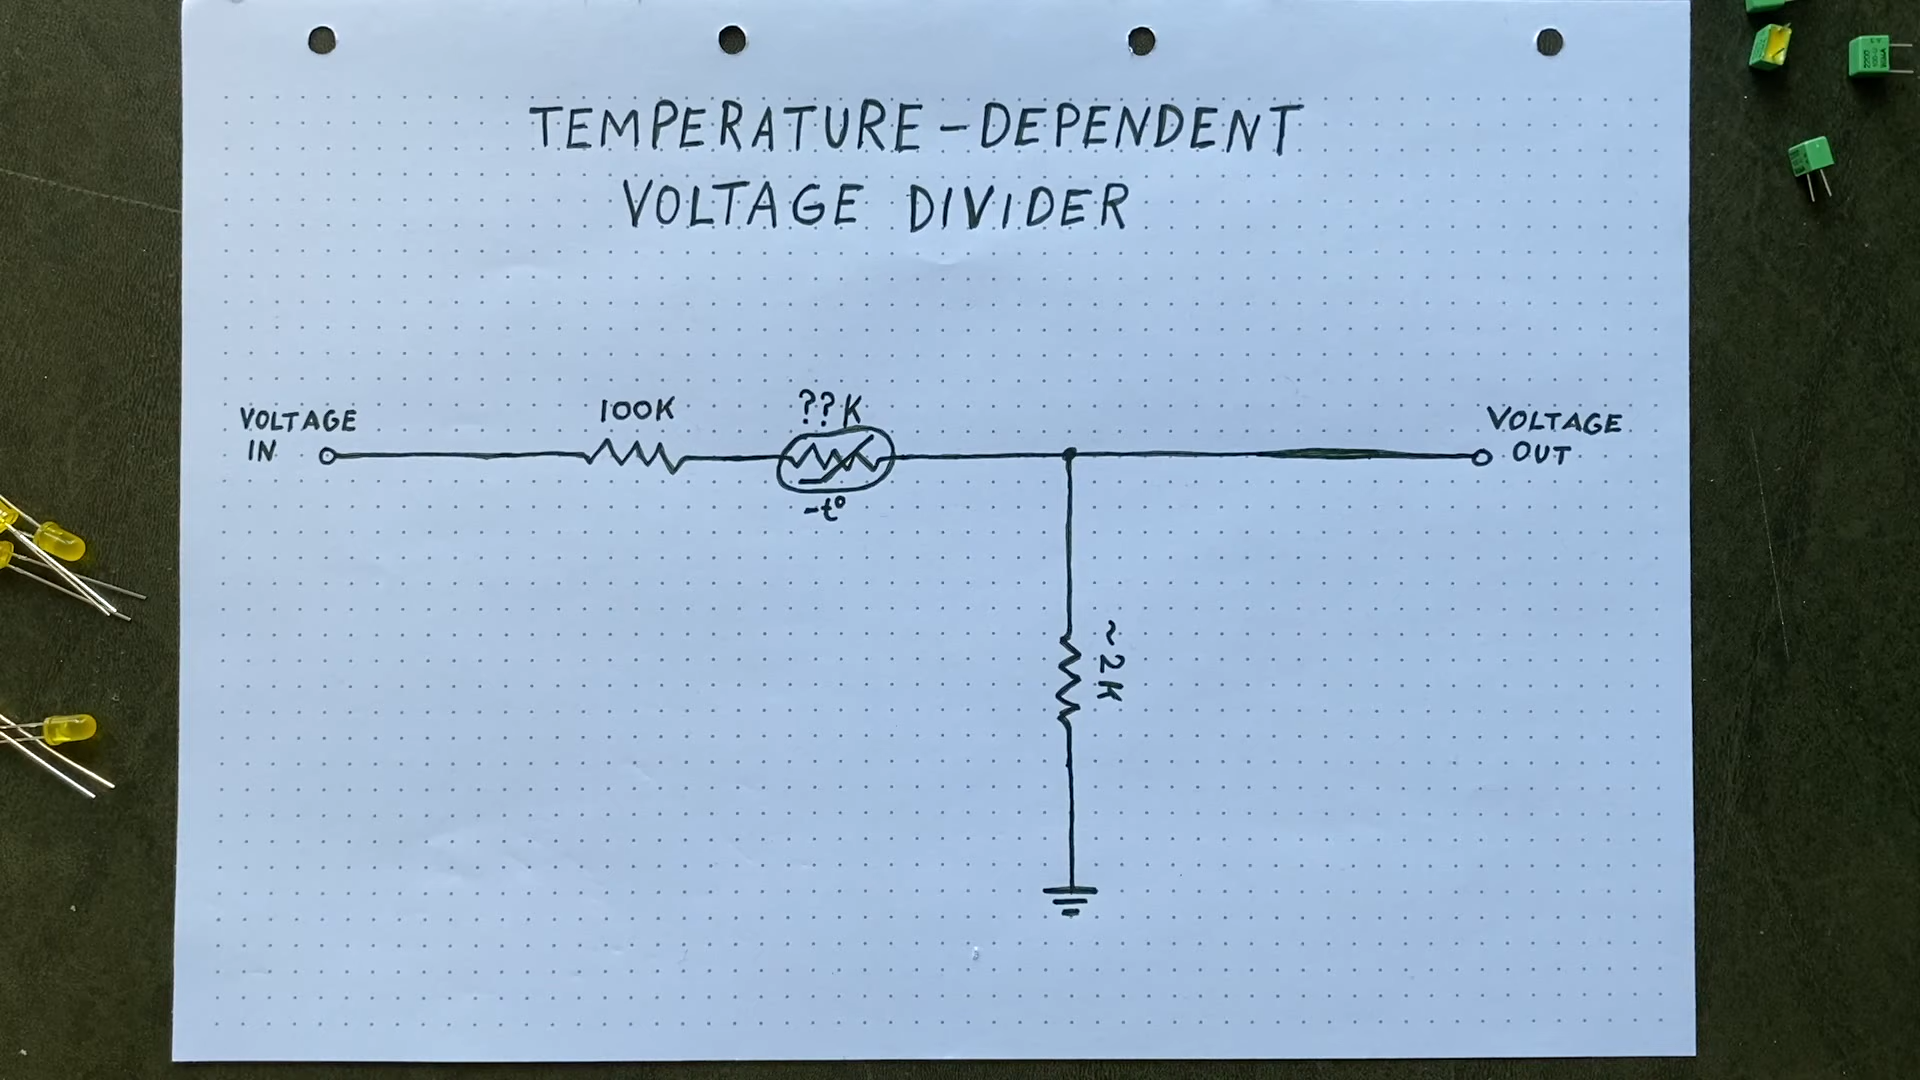 TEMPERATURE-DEPENDENT
VOLTAGE DIVIDER
VOLTAGE
IN
100K
??K
-t°
VOLTAGE
OUT
~2K